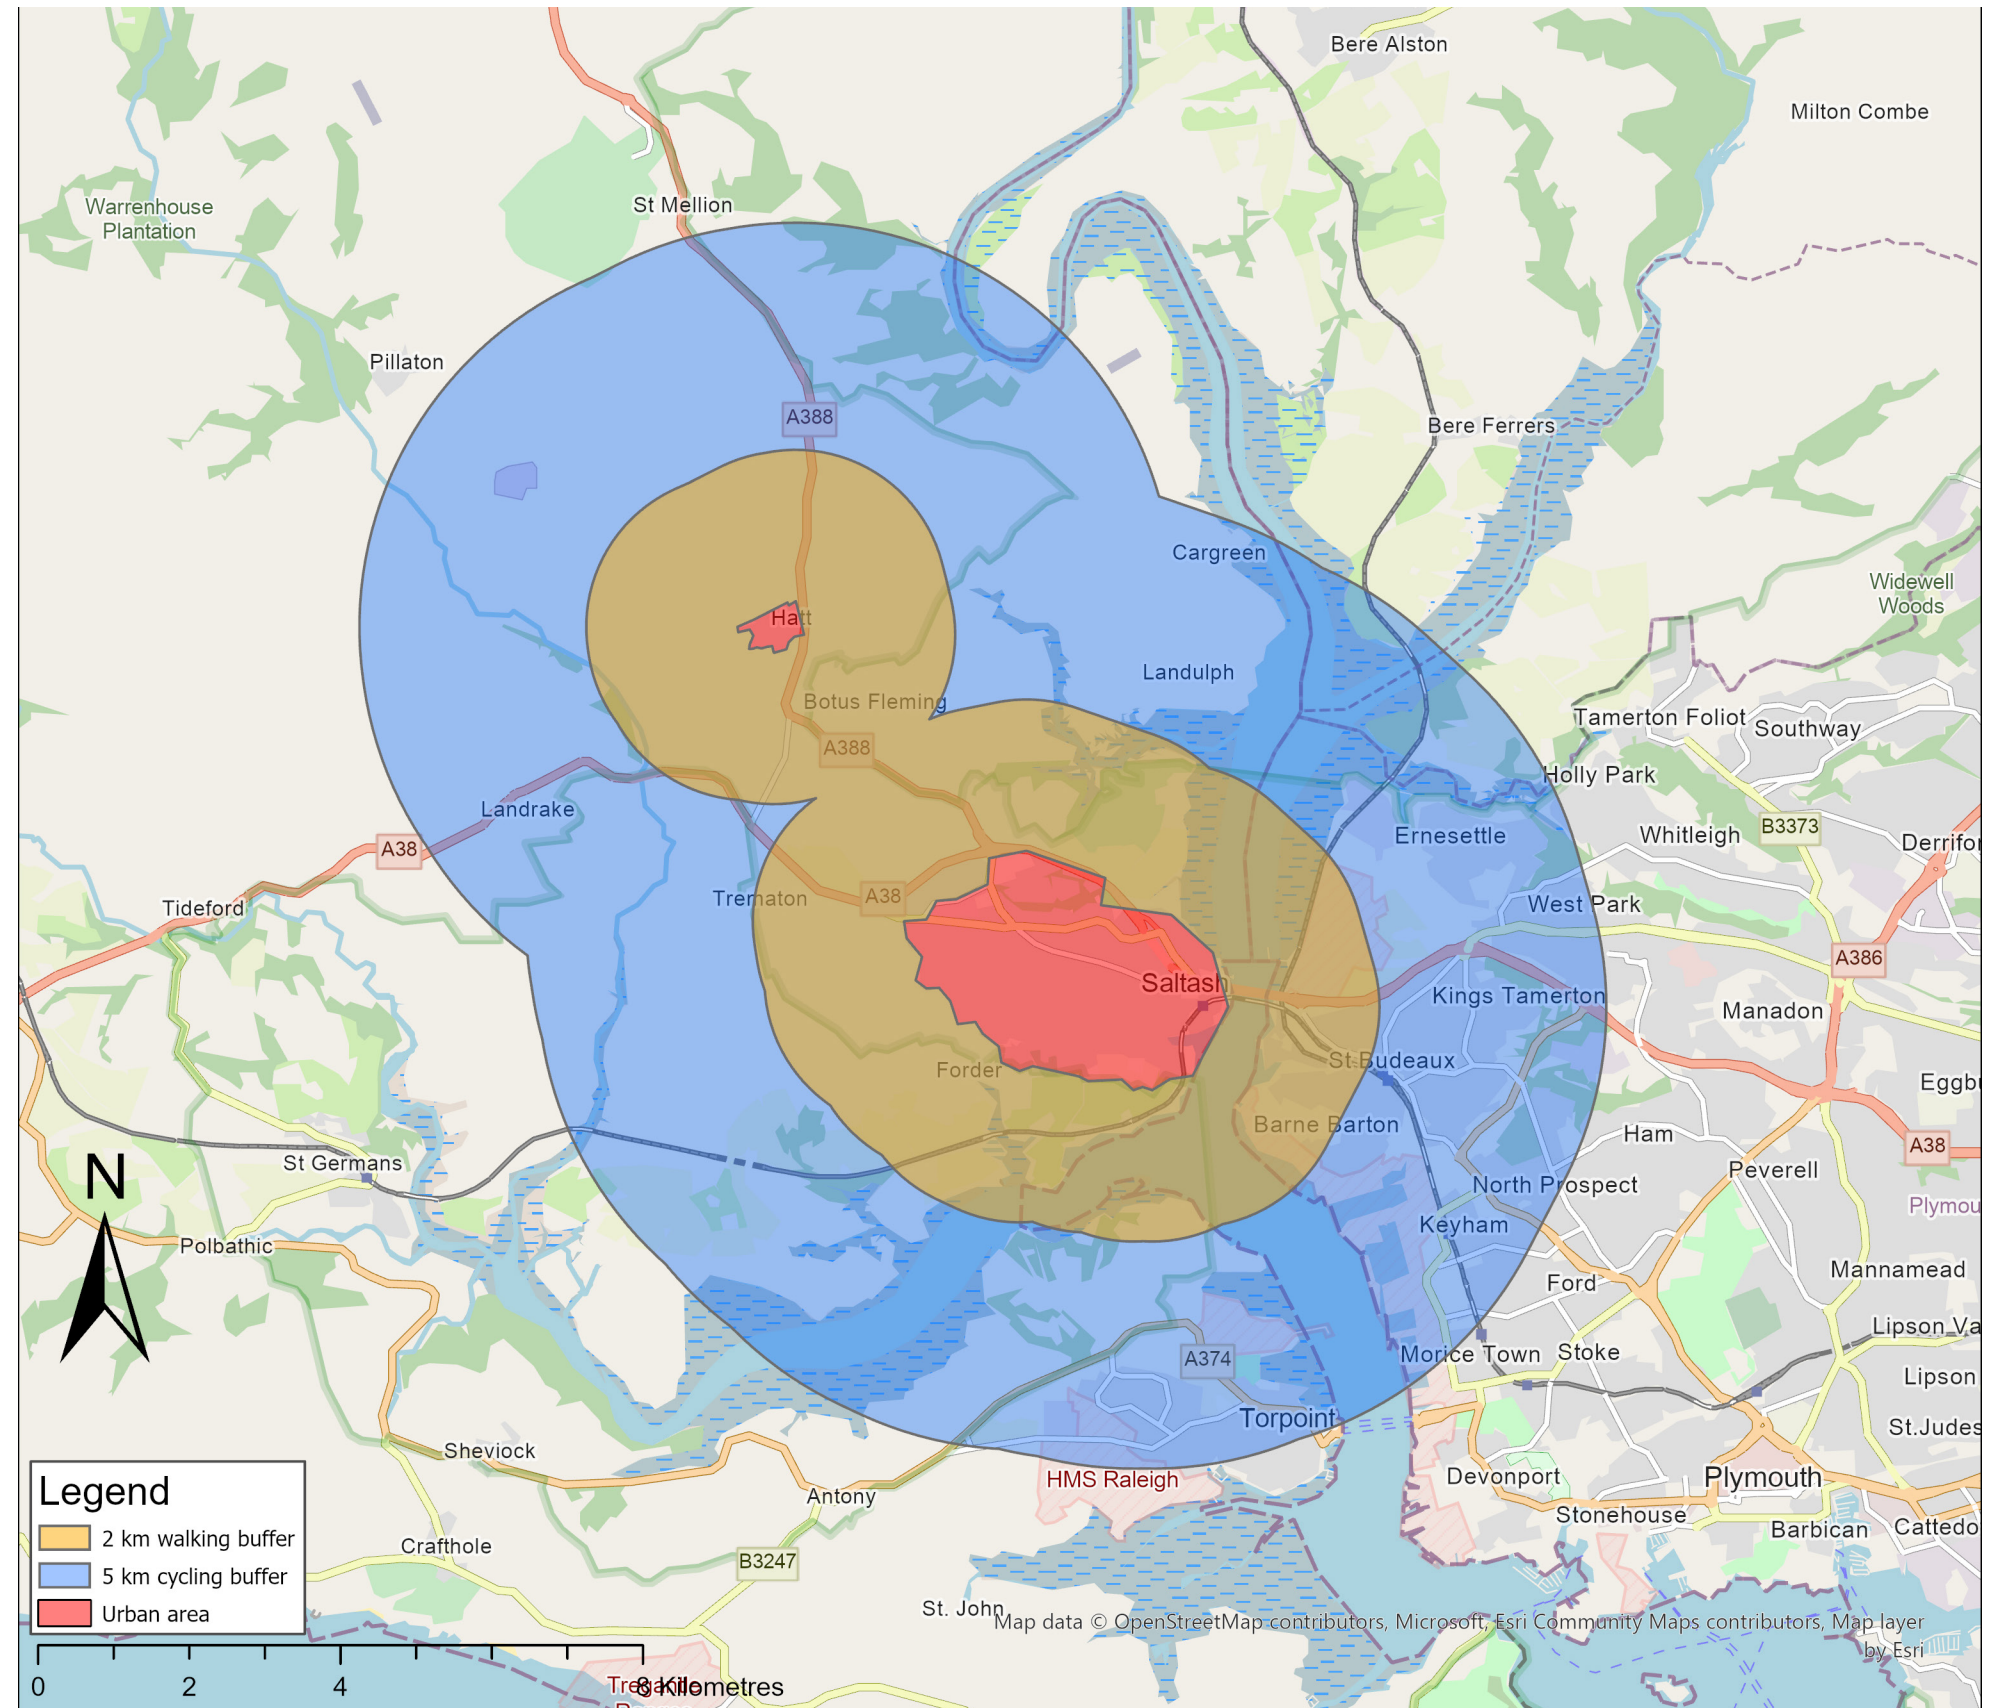 Bere Alston
Milton Combe
Warrenhouse
Plantation
St Mellion
Pillaton
A388
Bere Ferrers
Cargreen
Widewell
Woods
Hatt
Landulph
Botus Fleming
Tamerton Foliot
Southway
A388
Holly Park
Landrake
B3373
Ernesettle
Whitleigh
A38
Derrifor
Trematon
A38
West Park
Tideford
A386
Saltash
Kings Tamerton
Manadon
St Budeaux
Forder
Eggbu
Barne Barton
Ham
A38
N
St Germans
Peverell
North Prospect
Plymou
Keyham
Polbathic
Mannamead
Ford
Lipson Va
Morice Town
Stoke
A374
Lipson
Torpoint
St.Judes
Sheviock
HMS Raleigh
Devonport
Plymouth
Antony
Stonehouse
Barbican
Cattedo
Crafthole
B3247
St. John
Legend
2 km walking buffer
5 km cycling buffer
Urban area
Map data © OpenStreetMap contributors, Microsoft, Esri Community Maps contributors, Map layer
by Esri
0 2 4 8 Kilometres